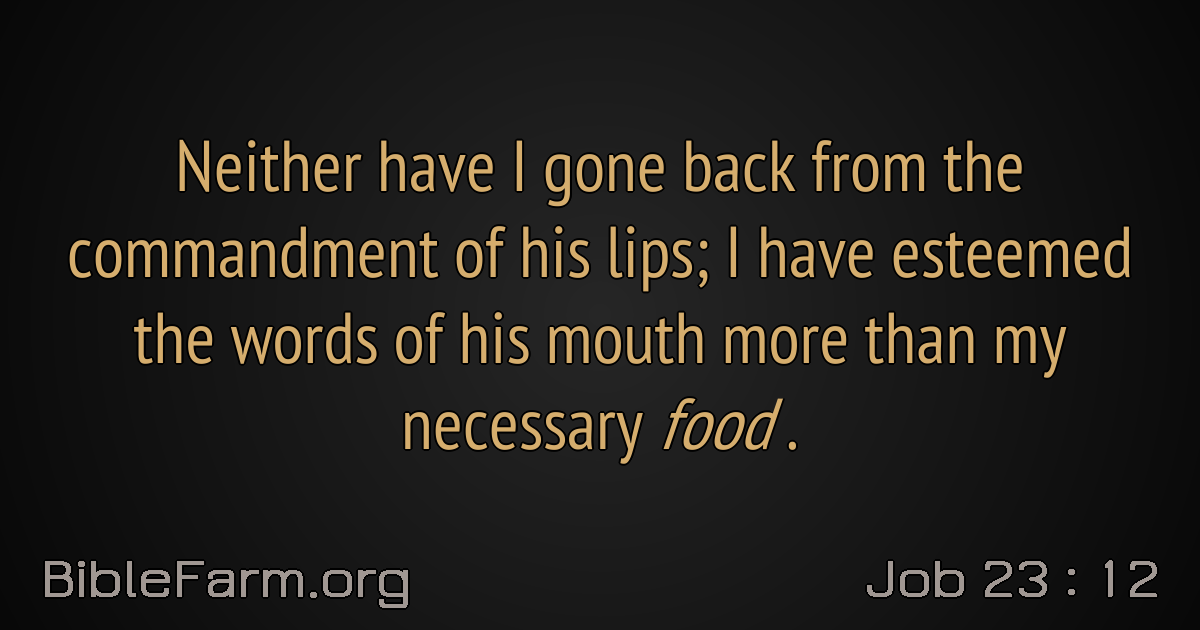 Neither have I gone back from the
commandment of his lips; I have esteemed
the words of his mouth more than my
necessary food .
BibleFarm.org
Job 23 : 12